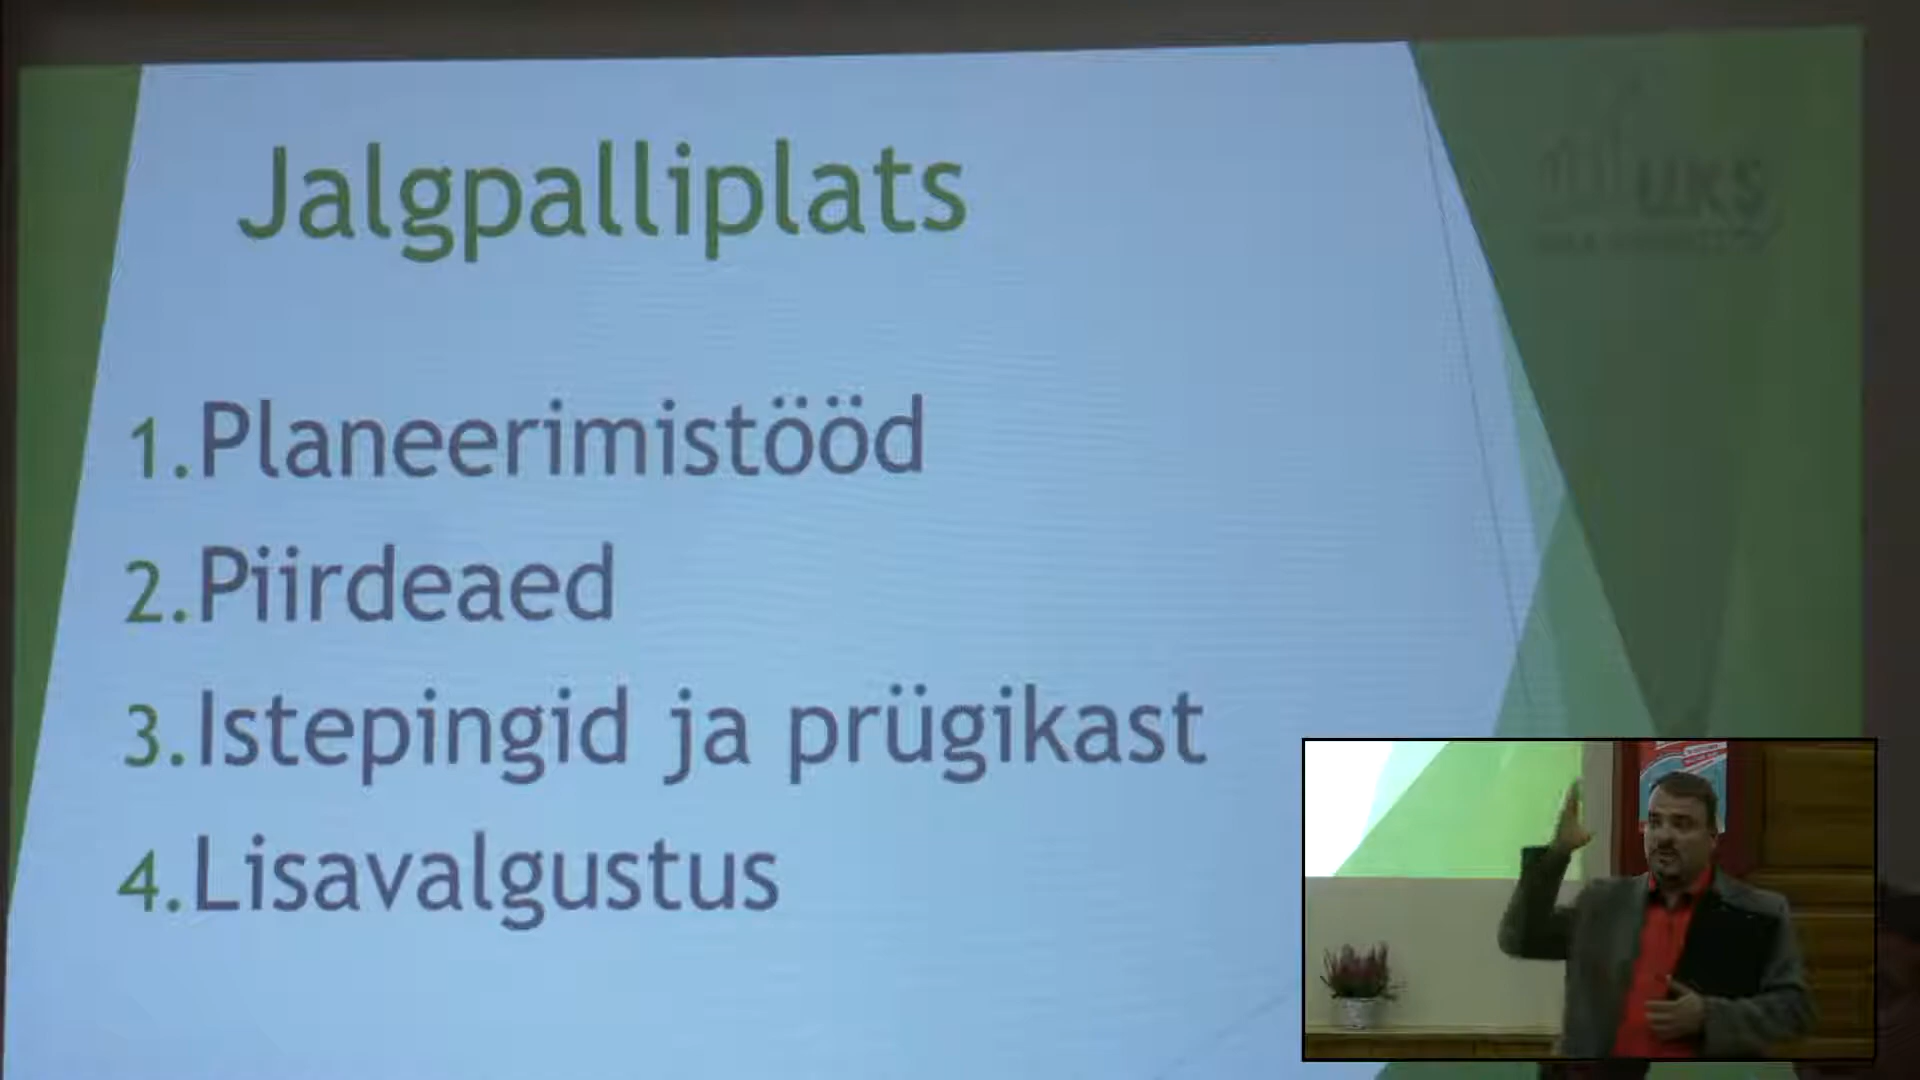 Jalgpalliplats
1. Planeerimistööd
2. Piirdeaed
3. Istepingid ja prügikast
4. Lisavalgustus